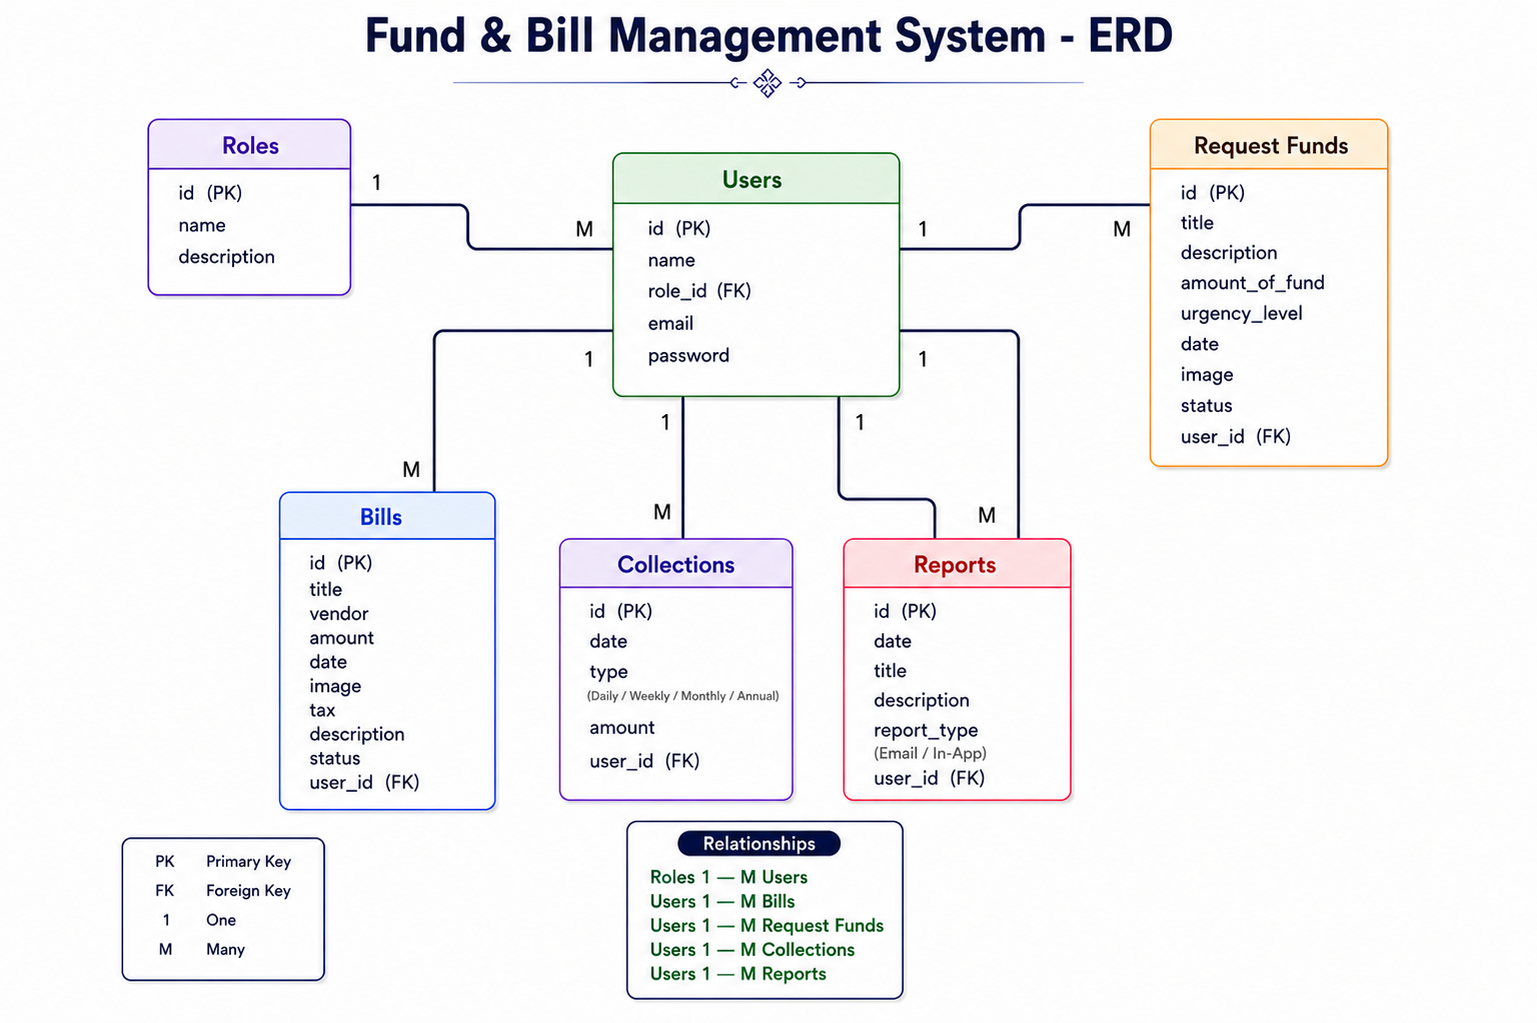 Fund & Bill Management System - ERD
Roles
id (PK)
name
description
1
M
Users
id (PK)
name
role_id (FK)
email
password
1
M
Request Funds
id (PK)
title
description
amount_of_fund
urgency_level
date
image
status
user_id (FK)
1
M
1
M
1
1
M
Bills
id (PK)
title
vendor
amount
date
image
tax
description
status
user_id (FK)
Collections
id (PK)
date
type
(Daily / Weekly / Monthly / Annual)
amount
user_id (FK)
Reports
id (PK)
date
title
description
report_type
(Email / In-App)
user_id (FK)
PK Primary Key
FK Foreign Key
1 One
M Many
Relationships
Roles 1 — M Users
Users 1 — M Bills
Users 1 — M Request Funds
Users 1 — M Collections
Users 1 — M Reports